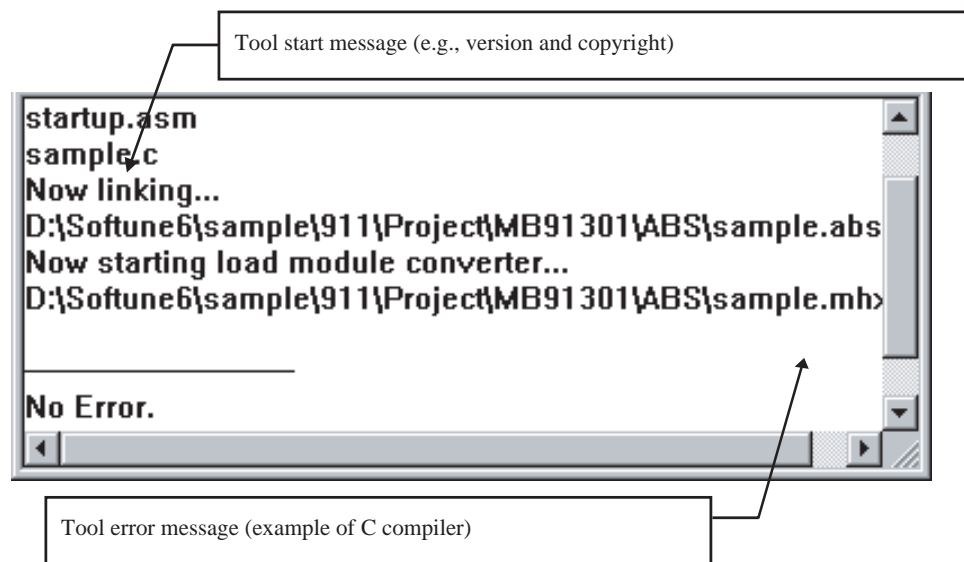 Tool start message (e.g., version and copyright)
startup.asm
sample.c
Now linking...
D:\Softune6\sample\911\Project\MB91301\ABS\sample.abs
Now starting load module converter...
D:\Softune6\sample\911\Project\MB91301\ABS\sample.mhx
No Error.
Tool error message (example of C compiler)